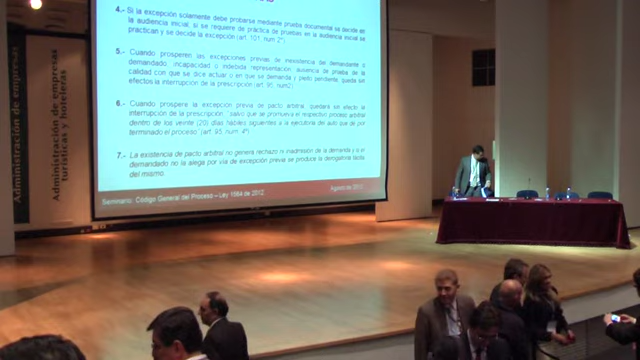 Administración de empresas
Administración de empresas
turísticas y hoteleras
4.- Si la excepción solamente debe probarse mediante prueba documental se decide en
la audiencia inicial, si se requiere de práctica de pruebas en la audiencia inicial se
practican y se decide la excepción (art. 101, num 2°).
5.- Cuando prosperen las excepciones previas de inexistencia del demandante o
demandado, incapacidad o indebida representación, ausencia de prueba de la
calidad con que se dice actuar o en que se demanda y pleito pendiente, queda sin
efectos la interrupción de la prescripción (art. 95, num2).
6.- Cuando prospera la excepción previa de pacto arbitral, quedará sin efecto la
interrupción de la prescripción "salvo que se promueva el respectivo proceso arbitral
dentro de los veinte (20) días hábiles siguientes a la ejecutoria del auto que dé por
terminado el proceso" (art. 95, num. 4°)
7.- La existencia de pacto arbitral no genera rechazo ni inadmisión de la demanda y si el
demandado no la alega por vía de excepción previa se produce la derogatoria tácita
del mismo.
Seminario: Código General del Proceso – Ley 1564 de 2012
Agosto de 2012